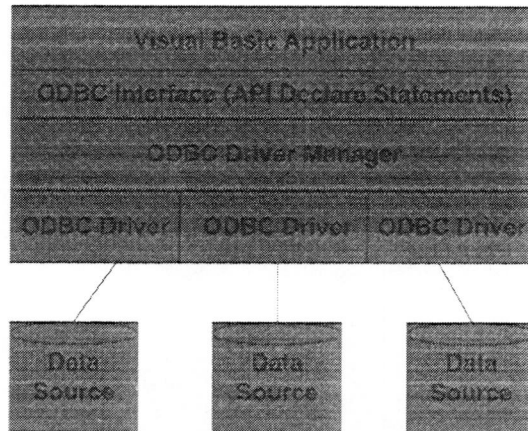 Visual Basic Application
ODBC Interface (API Declare Statements)
ODBC Driver Manager
ODBC Driver
ODBC Driver
ODBC Driver
Data
Source
Data
Source
Data
Source